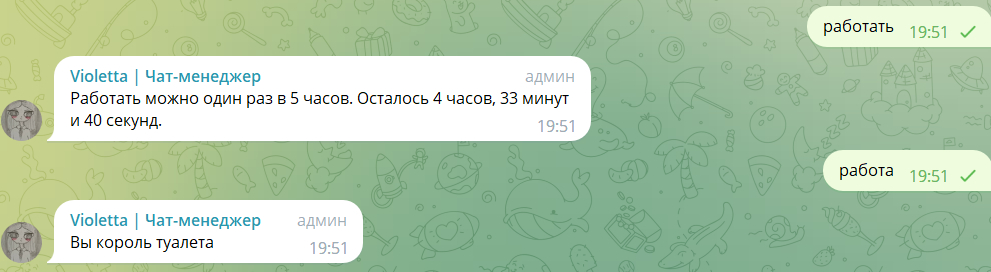 работать 19:51
Violetta | Чат-менеджер админ
Работать можно один раз в 5 часов. Осталось 4 часов, 33 минут
и 40 секунд.
19:51
работа 19:51
Violetta | Чат-менеджер админ
Вы король туалета
19:51